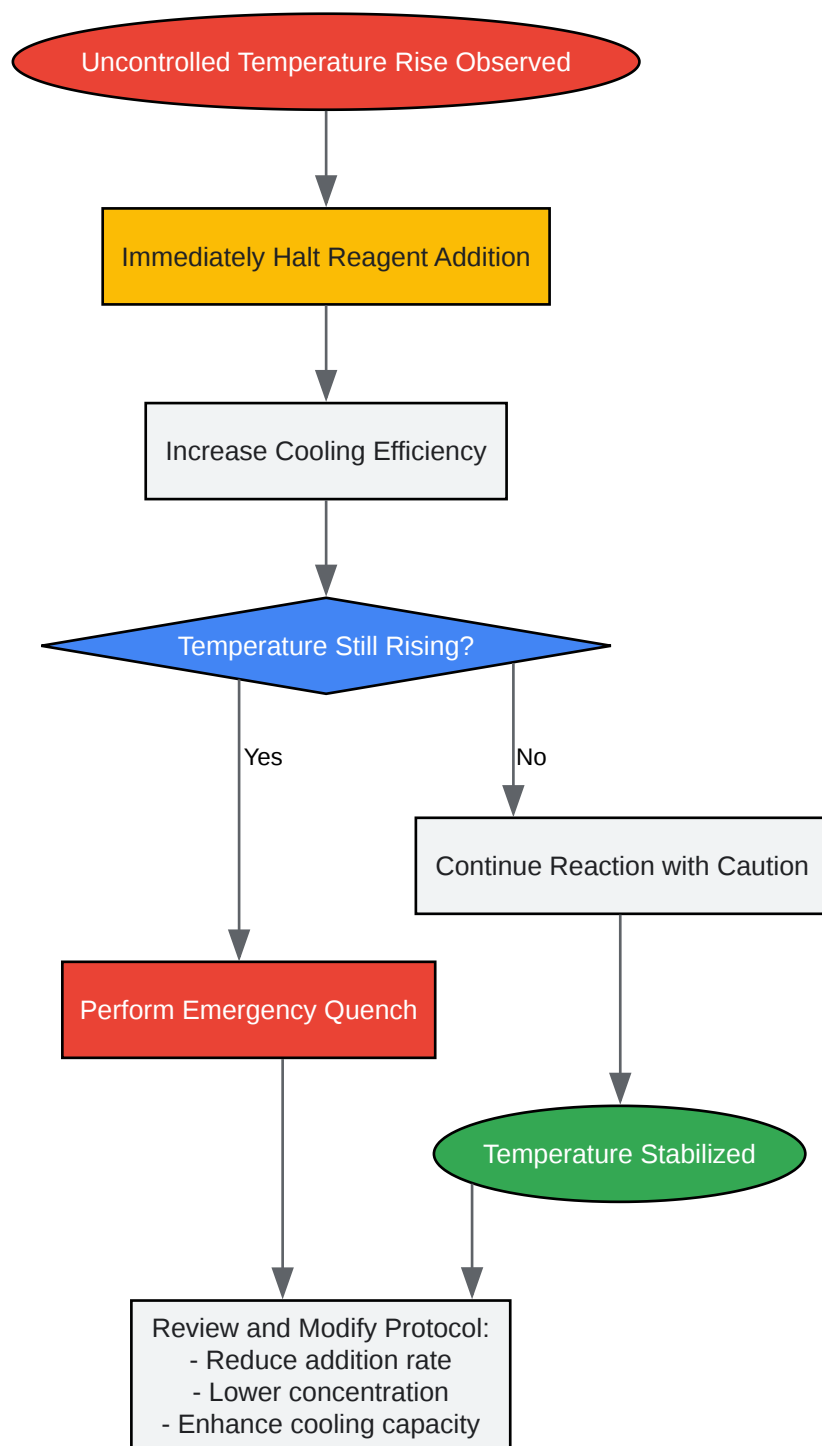 Uncontrolled Temperature Rise Observed
Immediately Halt Reagent Addition
Increase Cooling Efficiency
Temperature Still Rising?
Yes
No
Continue Reaction with Caution
Perform Emergency Quench
Temperature Stabilized
Review and Modify Protocol:
- Reduce addition rate
- Lower concentration
- Enhance cooling capacity